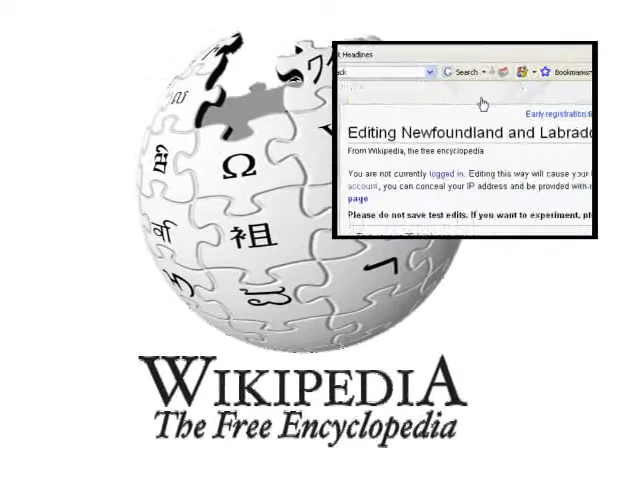 Headlines
Search
Bookmarks
Early registration
Editing Newfoundland and Labrad
From Wikipedia, the free encyclopedia
You are not currently logged in. Editing this way will cause your
account, you can conceal your IP address and be provided with
page
Please do not save test edits. If you want to experiment,
Ω
祖
WIKIPEDIA
The Free Encyclopedia